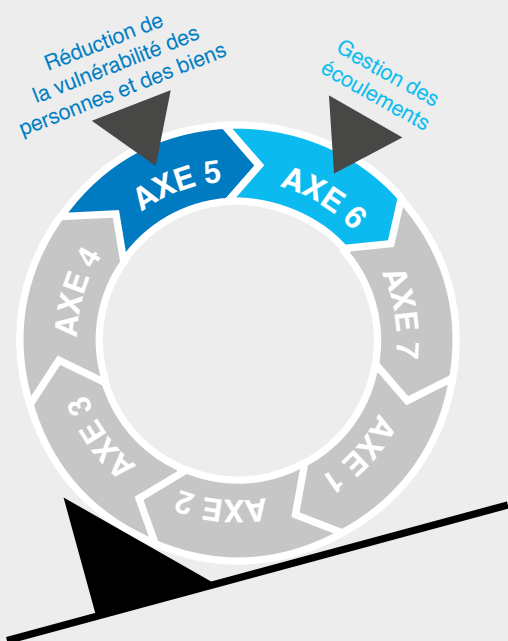 Réduction de
la vulnérabilité des
personnes et des biens
Gestion des
écoulements
AXE 5
AXE 6
AXE 4
AXE 7
AXE 3
AXE 1
AXE 2